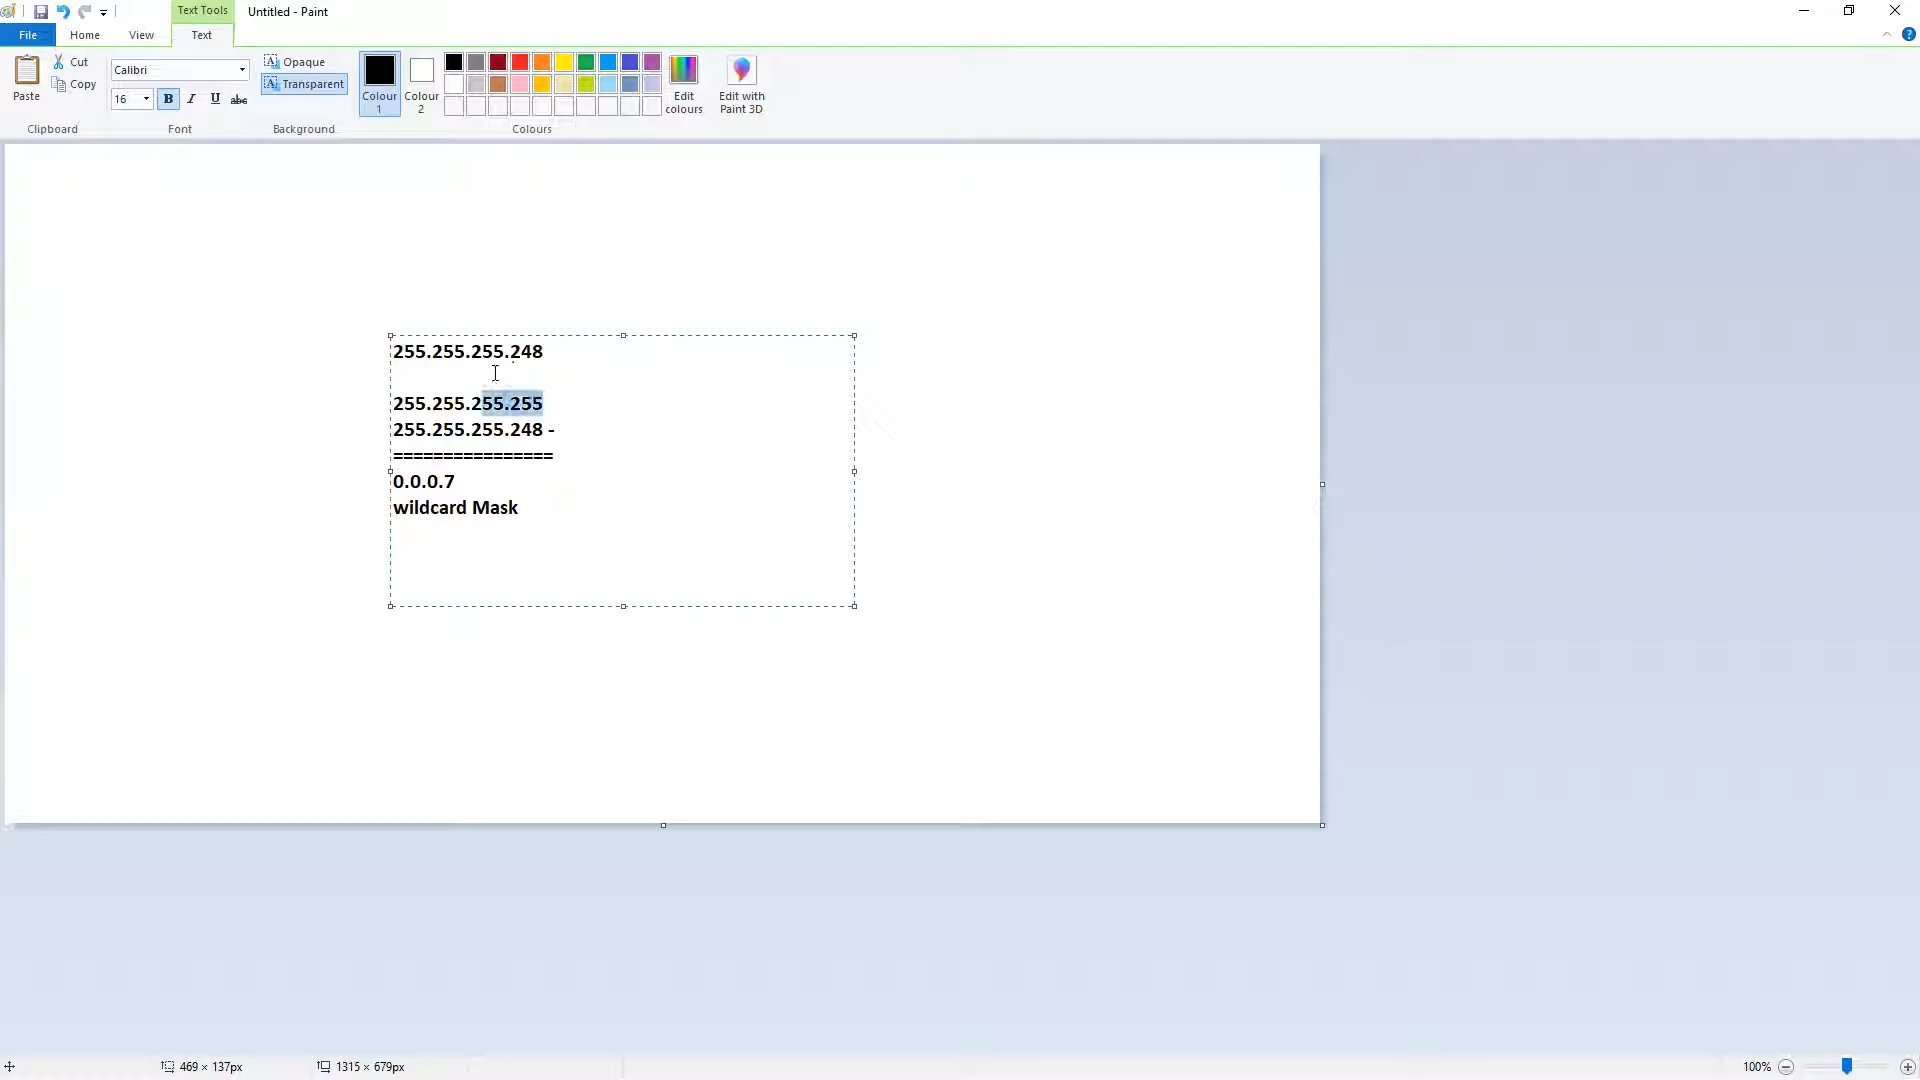 Text Tools
Untitled - Paint
File
Home
View
Text
Paste
Cut
Copy
Clipboard
Calibri
16
B
I
U
abc
Font
Opaque
Transparent
Background
Colour 1
Colour 2
Edit colours
Edit with Paint 3D
Colours
255.255.255.248
255.255.255.255
255.255.255.248 -
================
0.0.0.7
wildcard Mask
469 × 137px
1315 × 679px
100%